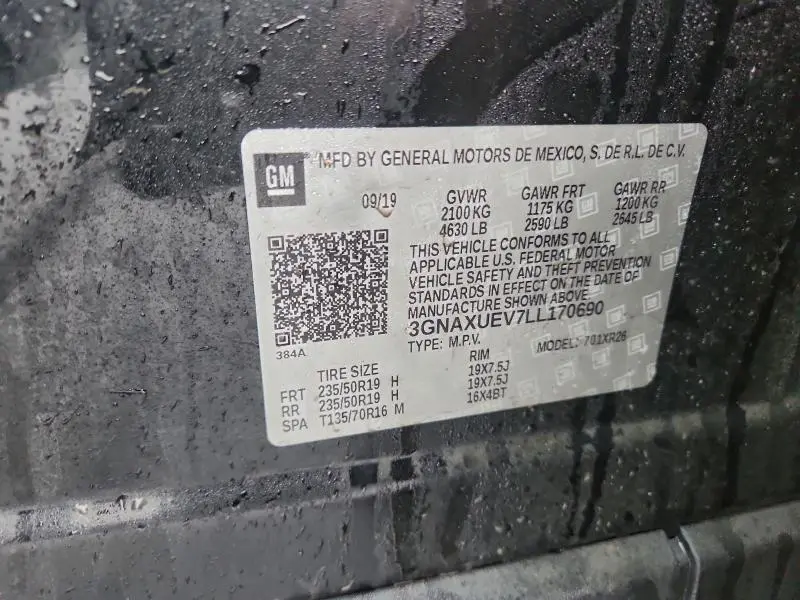 GM
MFD BY GENERAL MOTORS DE MEXICO, S. DE R.L. DE C.V.
09/19 GVWR GAWR FRT GAWR RR
2100 KG 1175 KG 1200 KG
4630 LB 2590 LB 2645 LB
THIS VEHICLE CONFORMS TO ALL
APPLICABLE U.S. FEDERAL MOTOR
VEHICLE SAFETY AND THEFT PREVENTION
STANDARDS IN EFFECT ON THE DATE OF
MANUFACTURE SHOWN ABOVE.
3GNAXUEV7LL170690
TYPE: M.P.V. MODEL: 701XR26
384A
TIRE SIZE RIM
FRT 235/50R19 H 19X7.5J
RR 235/50R19 H 19X7.5J
SPA T135/70R16 M 16X4BT